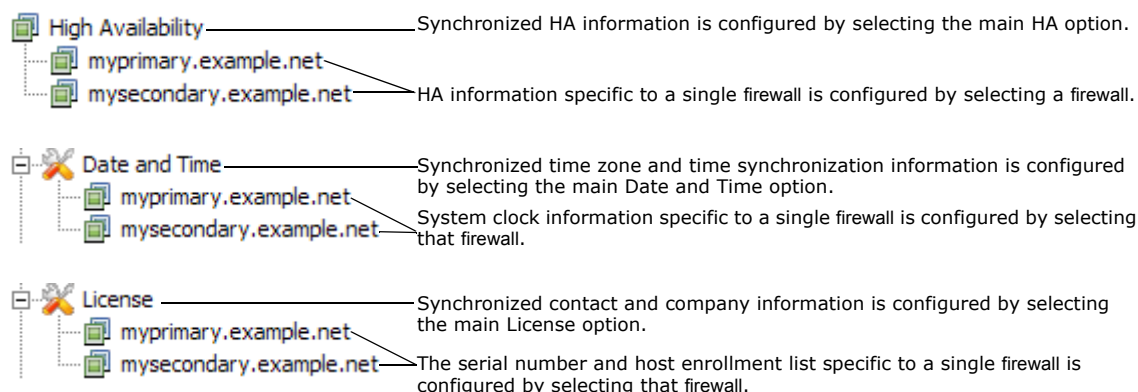 High Availability
Synchronized HA information is configured by selecting the main HA option.
myprimary.example.net
mysecondary.example.net
HA information specific to a single firewall is configured by selecting a firewall.
Date and Time
Synchronized time zone and time synchronization information is configured
by selecting the main Date and Time option.
myprimary.example.net
mysecondary.example.net
System clock information specific to a single firewall is configured by selecting
that firewall.
License
Synchronized contact and company information is configured by selecting
the main License option.
myprimary.example.net
mysecondary.example.net
The serial number and host enrollment list specific to a single firewall is
configured by selecting that firewall.